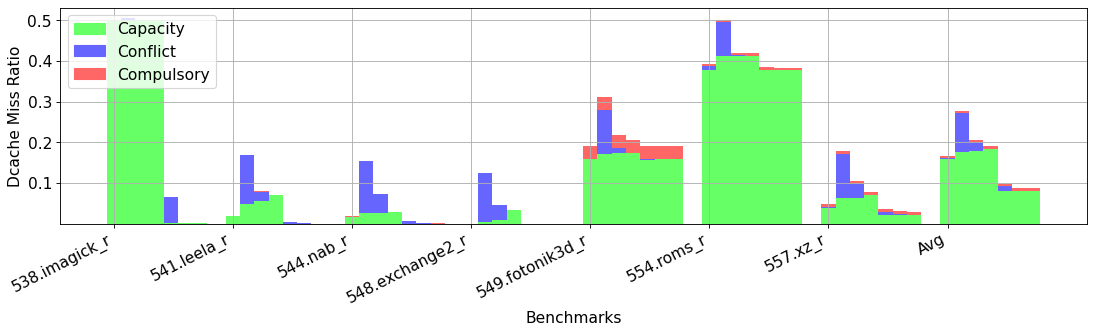 0.5
0.4
0.3
0.2
0.1
Dcache Miss Ratio
Capacity
Conflict
Compulsory
538.imagick_r
541.leela_r
544.nab_r
548.exchange2_r
549.fotonik3d_r
554.roms_r
557.xz_r
Avg
Benchmarks